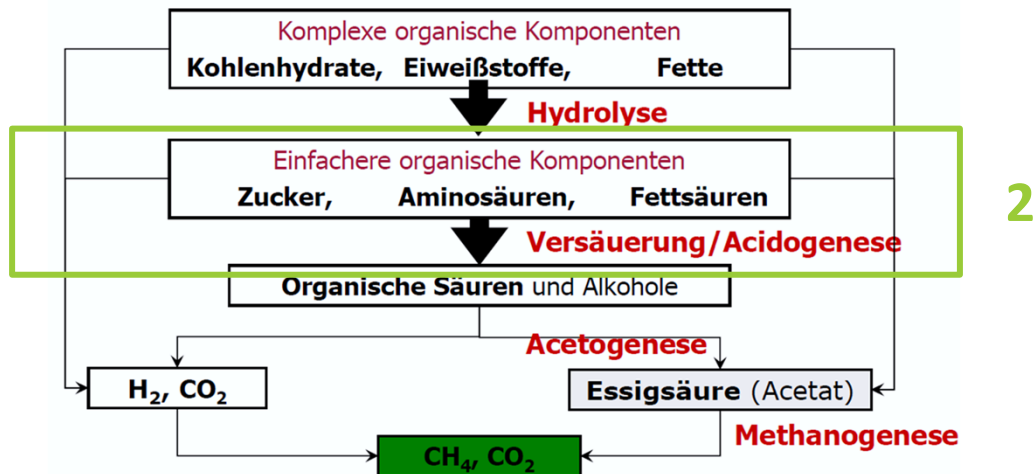 Komplexe organische Komponenten
Kohlenhydrate, Eiweißstoffe, Fette
Hydrolyse
Einfachere organische Komponenten
Zucker, Aminosäuren, Fettsäuren
2
Versäuerung/Acidogenese
Organische Säuren und Alkohole
Acetogenese
H₂, CO₂
Essigsäure (Acetat)
Methanogenese
CH₄, CO₂